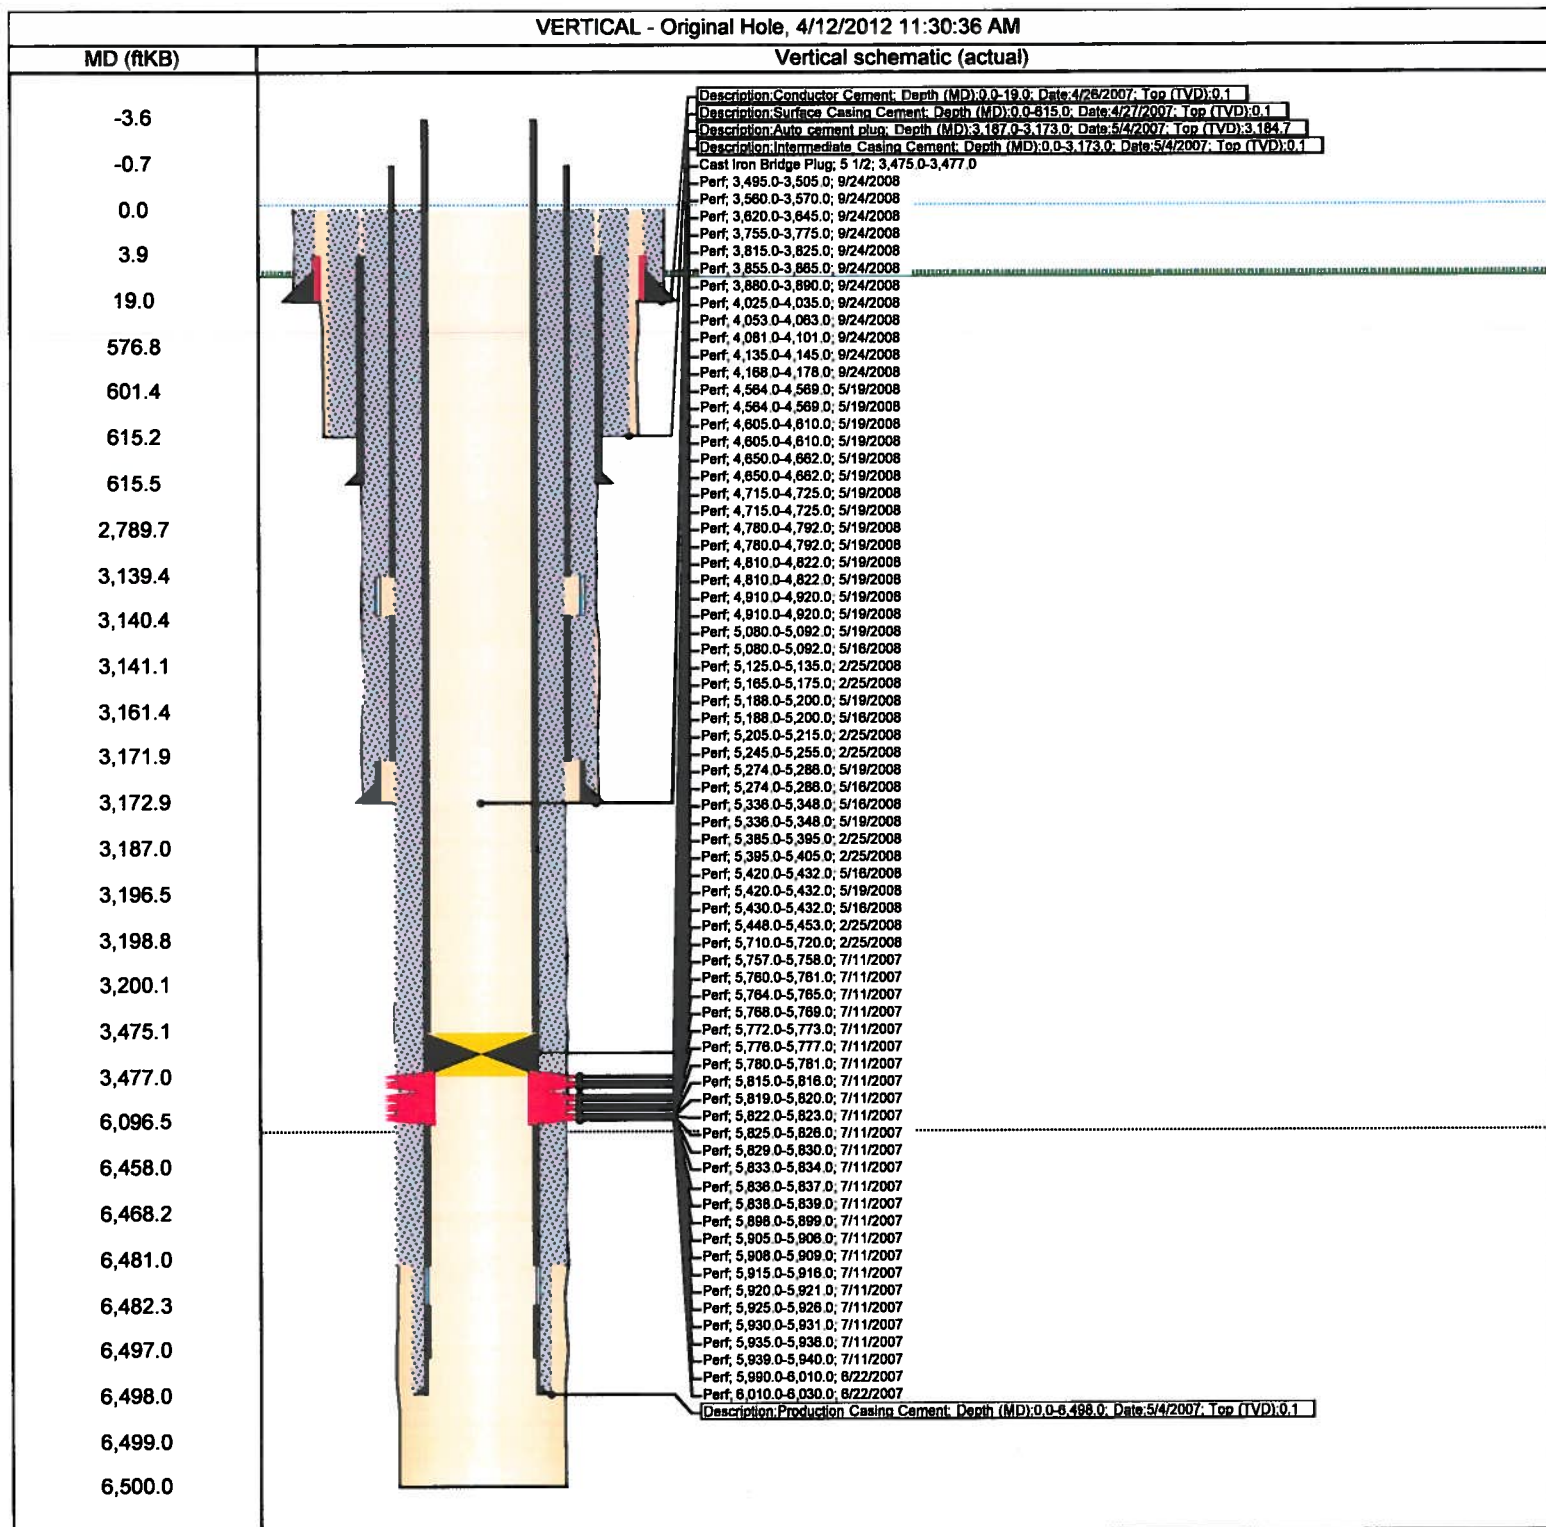 VERTICAL - Original Hole, 4/12/2012 11:30:36 AM
MD (ftKB)
Vertical schematic (actual)
-3.6
-0.7
0.0
3.9
19.0
576.8
601.4
615.2
615.5
2,789.7
3,139.4
3,140.4
3,141.1
3,161.4
3,171.9
3,172.9
3,187.0
3,196.5
3,198.8
3,200.1
3,475.1
3,477.0
6,096.5
6,458.0
6,468.2
6,481.0
6,482.3
6,497.0
6,498.0
6,499.0
6,500.0
Description:Conductor Cement; Depth (MD):0.0-19.0; Date:4/26/2007; Top (TVD):0.1
Description:Surface Casing Cement; Depth (MD):0.0-615.0; Date:4/27/2007; Top (TVD):0.1
Description:Auto cement plug; Depth (MD):3,187.0-3,173.0; Date:5/4/2007; Top (TVD):3,184.7
Description:Intermediate Casing Cement; Depth (MD):0.0-3,173.0; Date:5/4/2007; Top (TVD):0.1
Cast Iron Bridge Plug; 5 1/2; 3,475.0-3,477.0
Perf; 3,495.0-3,505.0; 9/24/2008
Perf; 3,560.0-3,570.0; 9/24/2008
Perf; 3,620.0-3,645.0; 9/24/2008
Perf; 3,755.0-3,775.0; 9/24/2008
Perf; 3,815.0-3,825.0; 9/24/2008
Perf; 3,855.0-3,865.0; 9/24/2008
Perf; 3,880.0-3,890.0; 9/24/2008
Perf; 4,025.0-4,035.0; 9/24/2008
Perf; 4,053.0-4,063.0; 9/24/2008
Perf; 4,081.0-4,101.0; 9/24/2008
Perf; 4,135.0-4,145.0; 9/24/2008
Perf; 4,168.0-4,178.0; 9/24/2008
Perf; 4,564.0-4,569.0; 5/19/2008
Perf; 4,564.0-4,569.0; 5/19/2008
Perf; 4,605.0-4,610.0; 5/19/2008
Perf; 4,605.0-4,610.0; 5/19/2008
Perf; 4,650.0-4,662.0; 5/19/2008
Perf; 4,650.0-4,662.0; 5/19/2008
Perf; 4,715.0-4,725.0; 5/19/2008
Perf; 4,715.0-4,725.0; 5/19/2008
Perf; 4,780.0-4,792.0; 5/19/2008
Perf; 4,780.0-4,792.0; 5/19/2008
Perf; 4,810.0-4,822.0; 5/19/2008
Perf; 4,810.0-4,822.0; 5/19/2008
Perf; 4,910.0-4,920.0; 5/19/2008
Perf; 4,910.0-4,920.0; 5/19/2008
Perf; 5,080.0-5,092.0; 5/19/2008
Perf; 5,080.0-5,092.0; 5/16/2008
Perf; 5,125.0-5,135.0; 2/25/2008
Perf; 5,165.0-5,175.0; 2/25/2008
Perf; 5,188.0-5,200.0; 5/19/2008
Perf; 5,188.0-5,200.0; 5/16/2008
Perf; 5,205.0-5,215.0; 2/25/2008
Perf; 5,245.0-5,255.0; 2/25/2008
Perf; 5,274.0-5,286.0; 5/19/2008
Perf; 5,274.0-5,286.0; 5/16/2008
Perf; 5,336.0-5,348.0; 5/16/2008
Perf; 5,336.0-5,348.0; 5/19/2008
Perf; 5,385.0-5,395.0; 2/25/2008
Perf; 5,395.0-5,405.0; 2/25/2008
Perf; 5,420.0-5,432.0; 5/16/2008
Perf; 5,420.0-5,432.0; 5/19/2008
Perf; 5,430.0-5,432.0; 5/16/2008
Perf; 5,448.0-5,453.0; 2/25/2008
Perf; 5,710.0-5,720.0; 2/25/2008
Perf; 5,757.0-5,758.0; 7/11/2007
Perf; 5,760.0-5,761.0; 7/11/2007
Perf; 5,764.0-5,765.0; 7/11/2007
Perf; 5,768.0-5,769.0; 7/11/2007
Perf; 5,772.0-5,773.0; 7/11/2007
Perf; 5,776.0-5,777.0; 7/11/2007
Perf; 5,780.0-5,781.0; 7/11/2007
Perf; 5,815.0-5,816.0; 7/11/2007
Perf; 5,819.0-5,820.0; 7/11/2007
Perf; 5,822.0-5,823.0; 7/11/2007
Perf; 5,825.0-5,826.0; 7/11/2007
Perf; 5,829.0-5,830.0; 7/11/2007
Perf; 5,833.0-5,834.0; 7/11/2007
Perf; 5,836.0-5,837.0; 7/11/2007
Perf; 5,838.0-5,839.0; 7/11/2007
Perf; 5,898.0-5,899.0; 7/11/2007
Perf; 5,905.0-5,906.0; 7/11/2007
Perf; 5,908.0-5,909.0; 7/11/2007
Perf; 5,915.0-5,916.0; 7/11/2007
Perf; 5,920.0-5,921.0; 7/11/2007
Perf; 5,925.0-5,926.0; 7/11/2007
Perf; 5,930.0-5,931.0; 7/11/2007
Perf; 5,935.0-5,936.0; 7/11/2007
Perf; 5,939.0-5,940.0; 7/11/2007
Perf; 5,990.0-6,010.0; 6/22/2007
Perf; 6,010.0-6,030.0; 6/22/2007
Description:Production Casing Cement; Depth (MD):0.0-6,498.0; Date:5/4/2007; Top (TVD):0.1